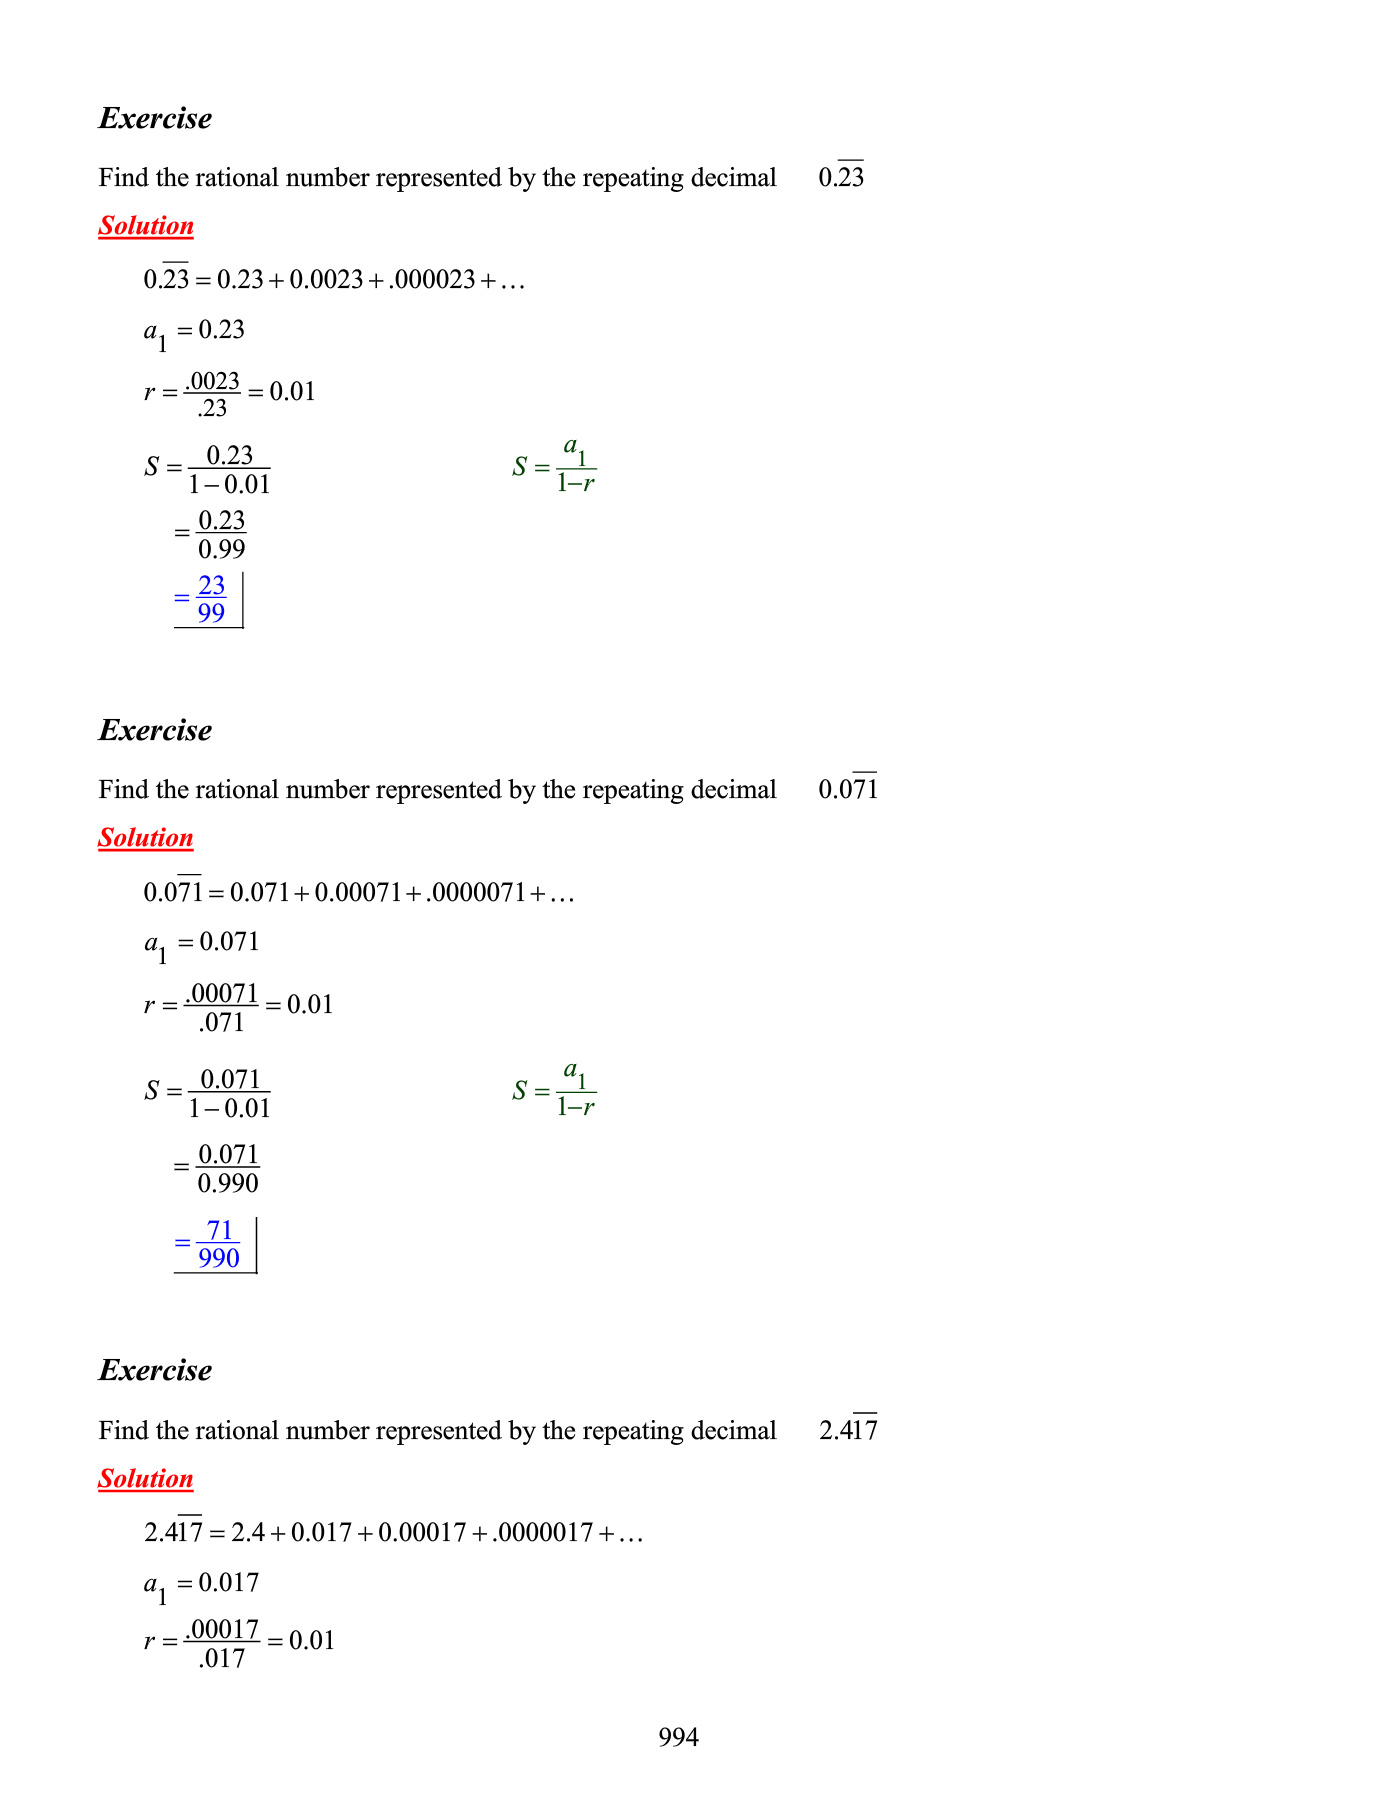 Exercise
Find the rational number represented by the repeating decimal 0.\overline{23}
Solution
0.\overline{23} = 0.23 + 0.0023 + .000023 + …
a_1 = 0.23
r = \frac{.0023}{.23} = 0.01
S = \frac{0.23}{1 - 0.01} S = \frac{a_1}{1-r}
= \frac{0.23}{0.99}
= \frac{23}{99}
Exercise
Find the rational number represented by the repeating decimal 0.0\overline{71}
Solution
0.0\overline{71} = 0.071 + 0.00071 + .0000071 + …
a_1 = 0.071
r = \frac{.00071}{.071} = 0.01
S = \frac{0.071}{1 - 0.01} S = \frac{a_1}{1-r}
= \frac{0.071}{0.990}
= \frac{71}{990}
Exercise
Find the rational number represented by the repeating decimal 2.4\overline{17}
Solution
2.4\overline{17} = 2.4 + 0.017 + 0.00017 + .0000017 + …
a_1 = 0.017
r = \frac{.00017}{.017} = 0.01
994